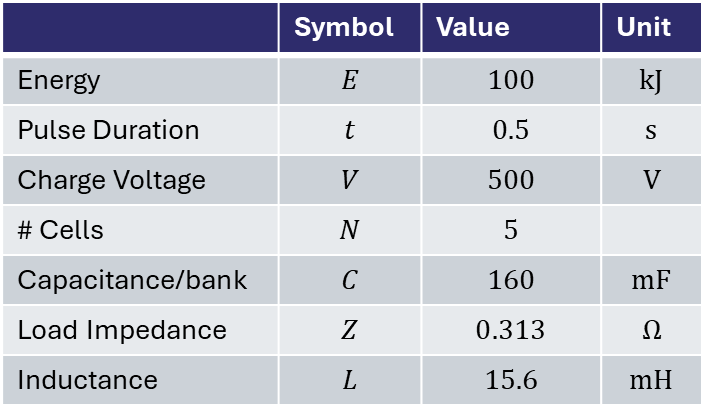 Symbol Value Unit
Energy E 100 kJ
Pulse Duration t 0.5 s
Charge Voltage V 500 V
# Cells N 5
Capacitance/bank C 160 mF
Load Impedance Z 0.313 Ω
Inductance L 15.6 mH